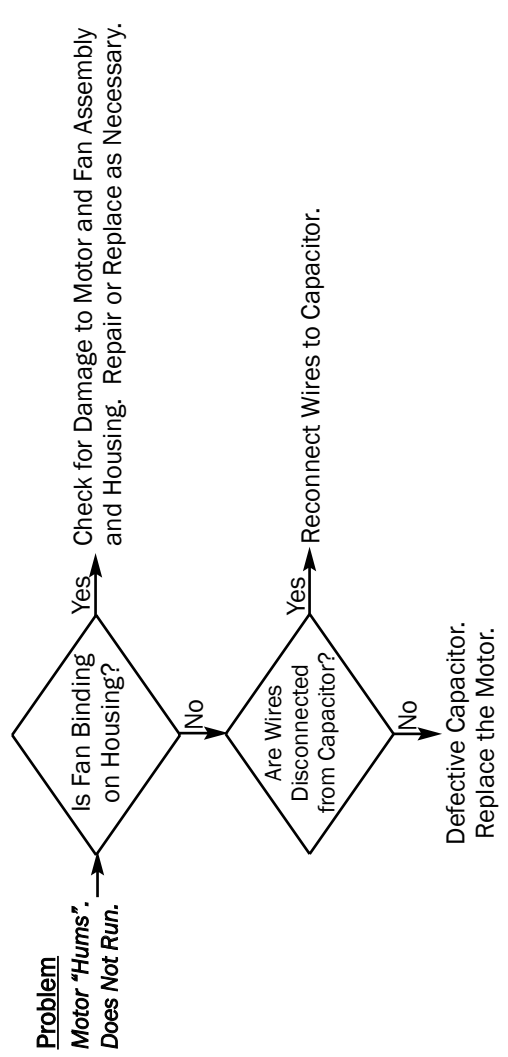 Problem
Motor “Hums”.
Does Not Run.
Is Fan Binding
on Housing?
Yes
Check for Damage to Motor and Fan Assembly
and Housing. Repair or Replace as Necessary.
No
Are Wires
Disconnected
from Capacitor?
Yes
Reconnect Wires to Capacitor.
No
Defective Capacitor.
Replace the Motor.